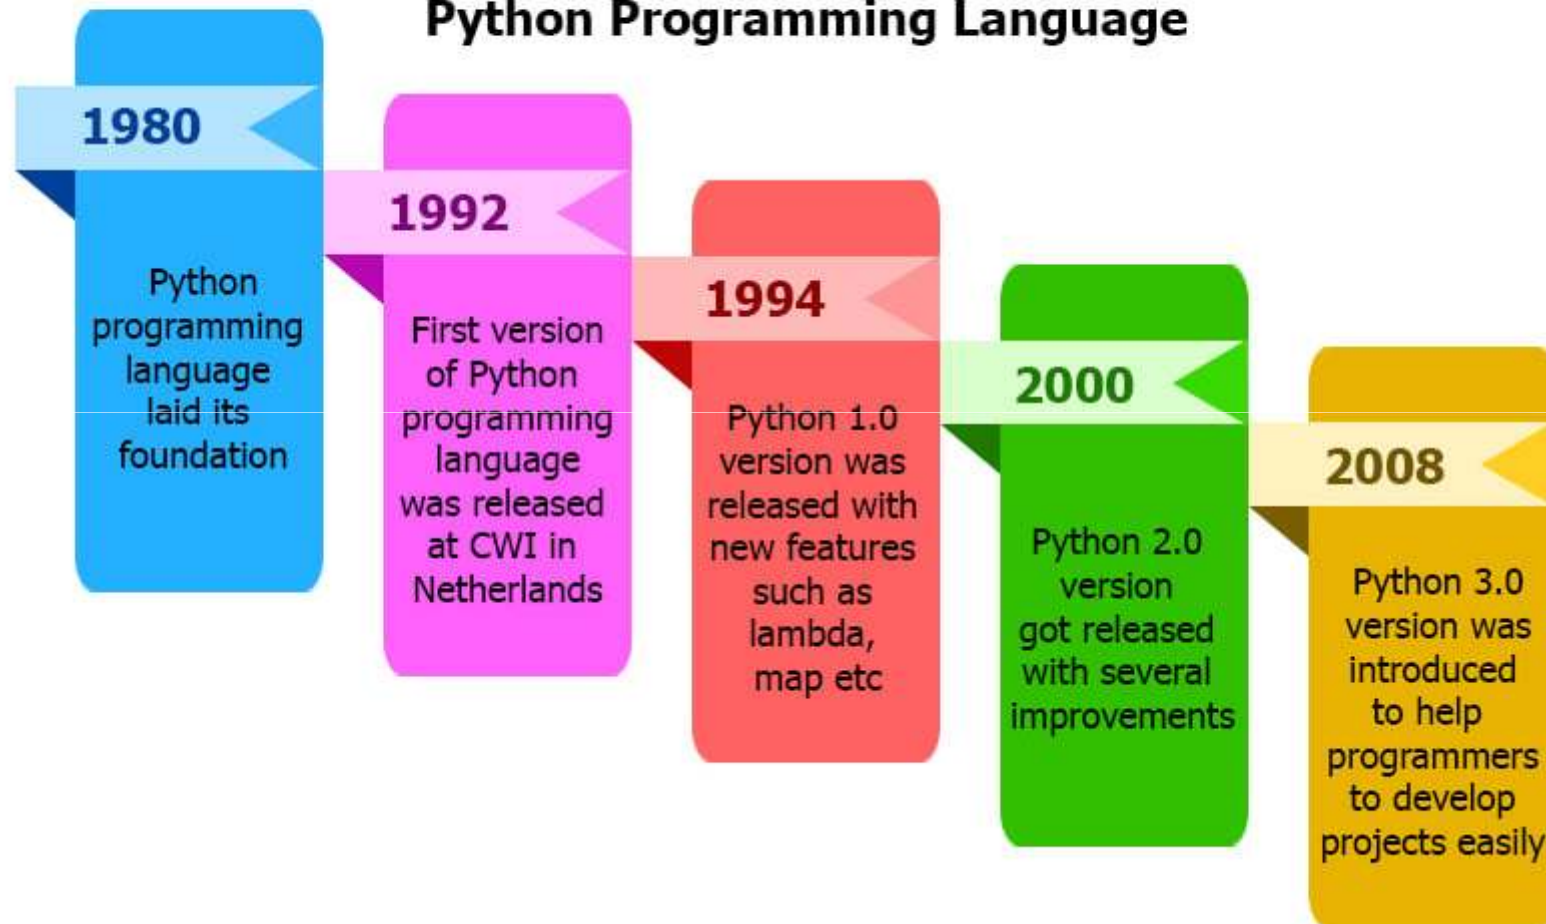 Python Programming Language
1980
Python
programming
language
laid its
foundation
1992
First version
of Python
programming
language
was released
at CWI in
Netherlands
1994
Python 1.0
version was
released with
new features
such as
lambda,
map etc
2000
Python 2.0
version
got released
with several
improvements
2008
Python 3.0
version was
introduced
to help
programmers
to develop
projects easily